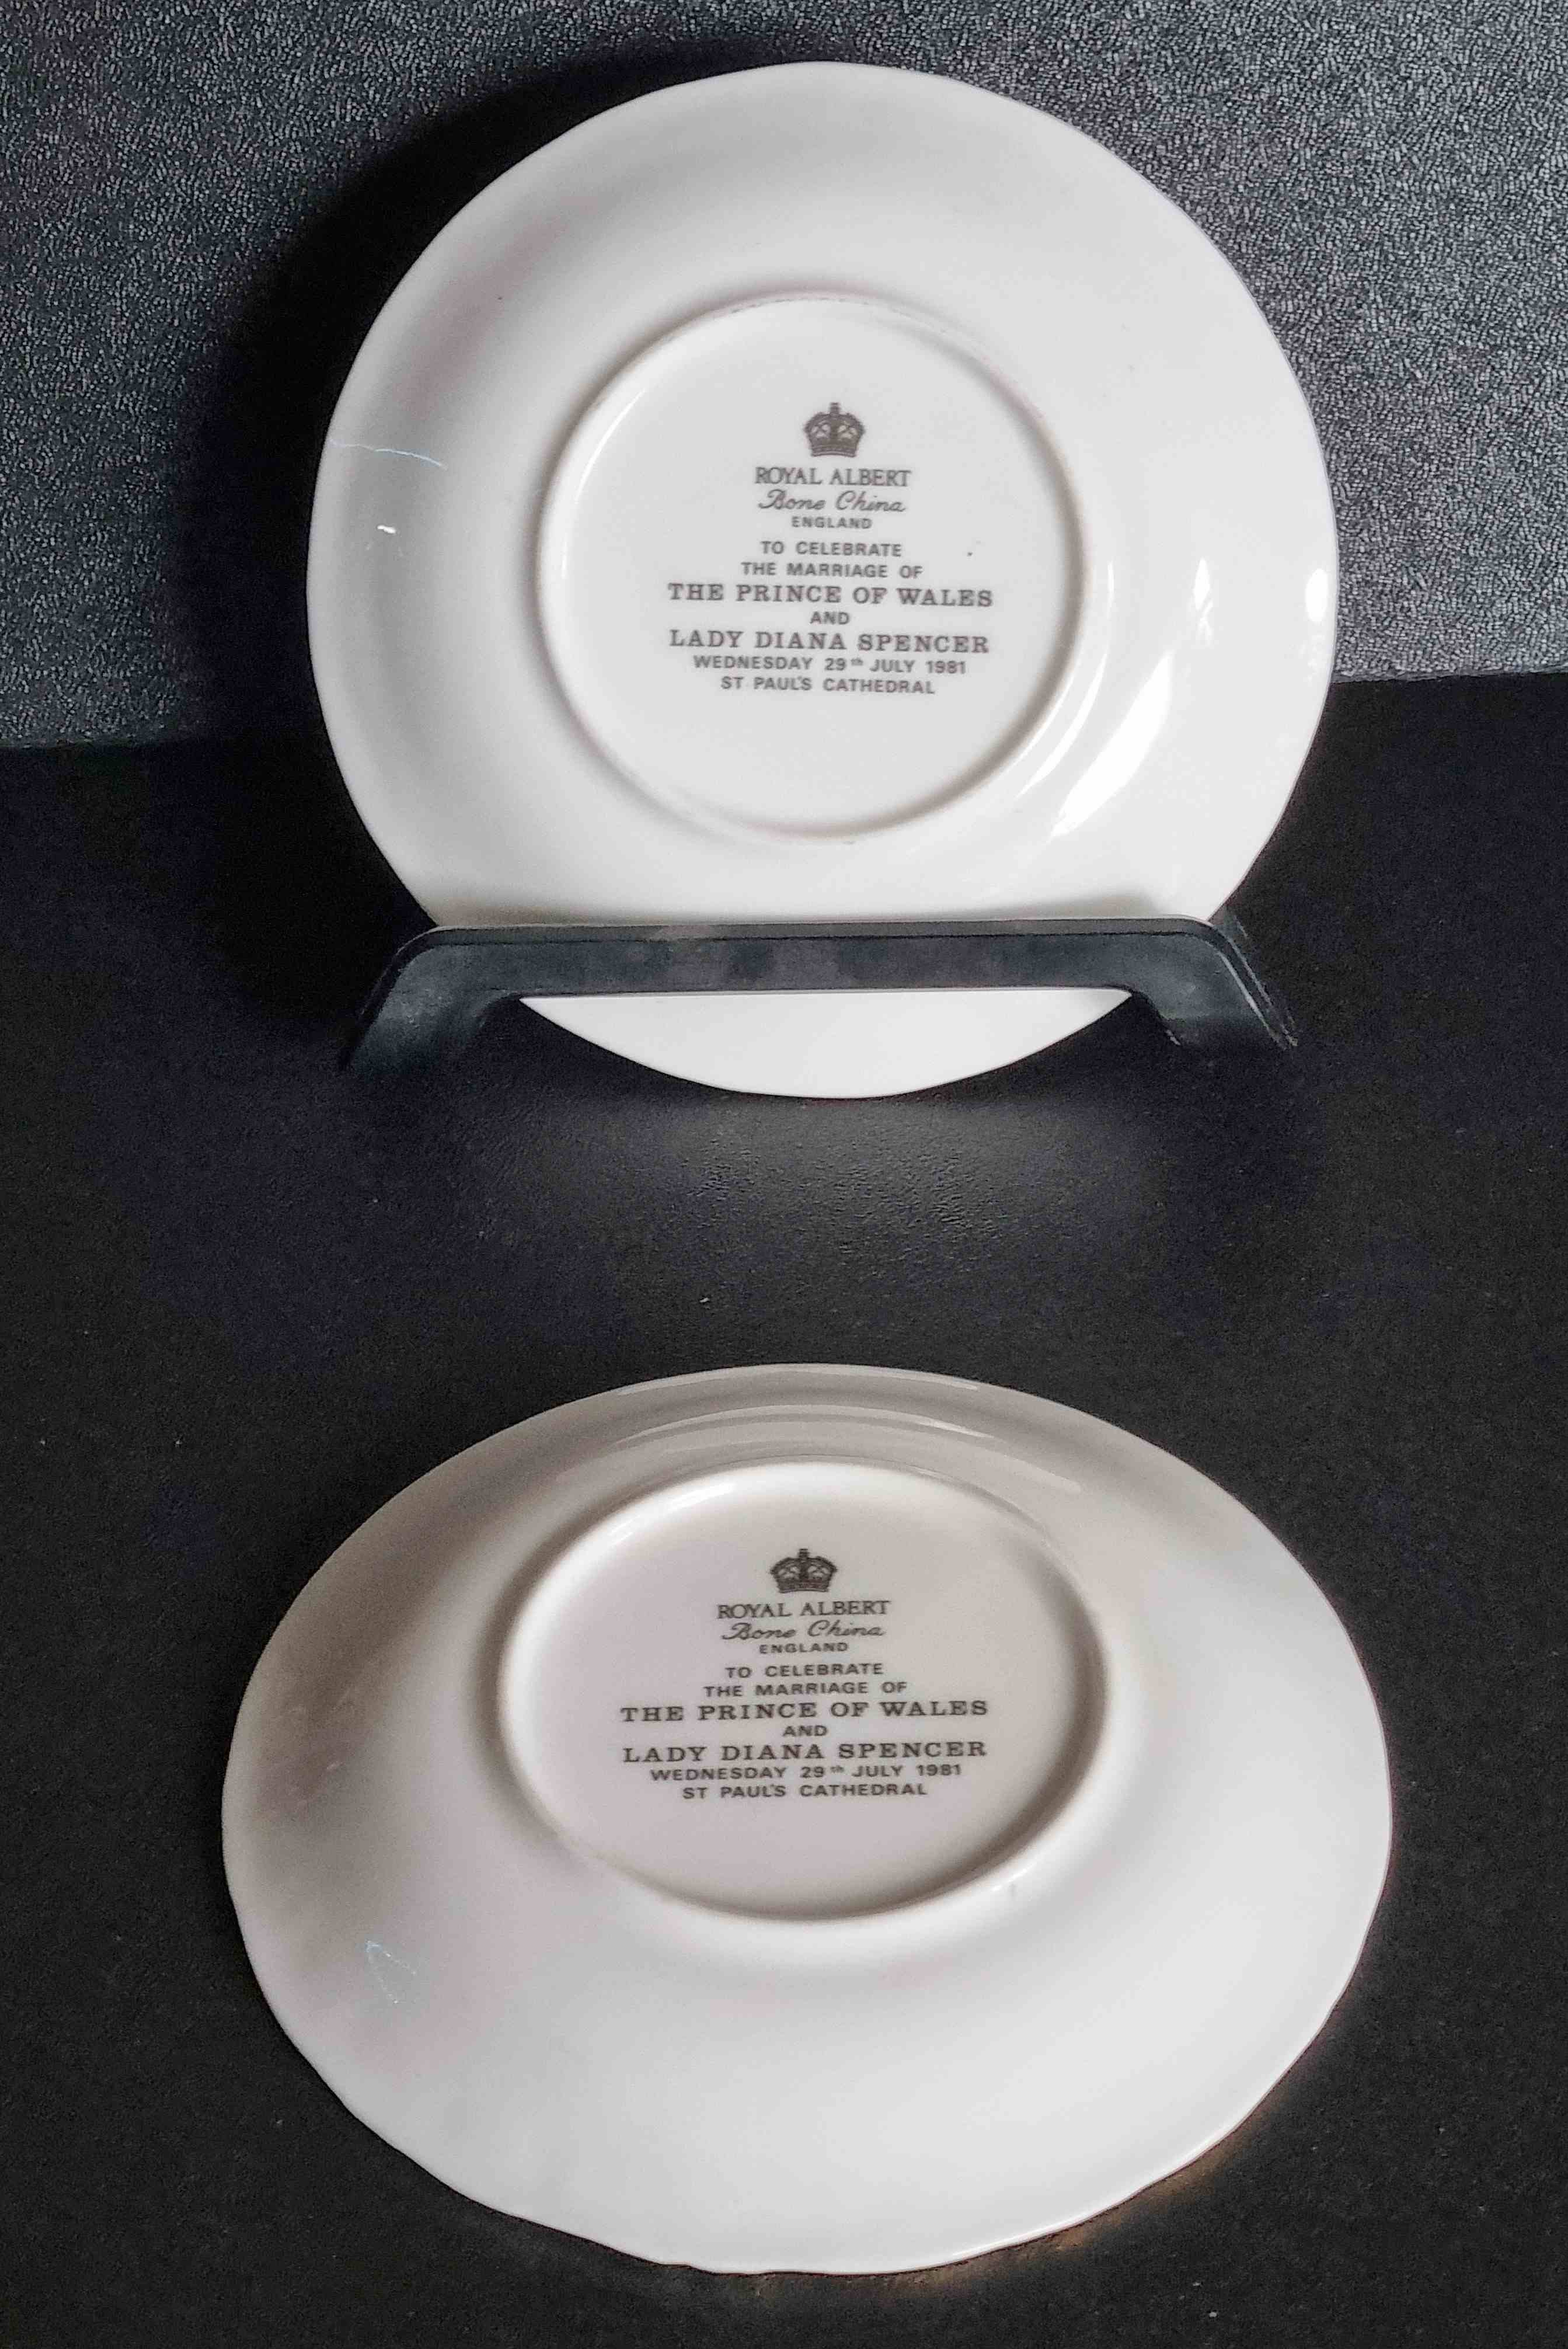 ROYAL ALBERT
Bone China
ENGLAND
TO CELEBRATE
THE MARRIAGE OF
THE PRINCE OF WALES
AND
LADY DIANA SPENCER
WEDNESDAY 29th JULY 1981
ST PAUL'S CATHEDRAL
ROYAL ALBERT
Bone China
ENGLAND
TO CELEBRATE
THE MARRIAGE OF
THE PRINCE OF WALES
AND
LADY DIANA SPENCER
WEDNESDAY 29th JULY 1981
ST PAUL'S CATHEDRAL